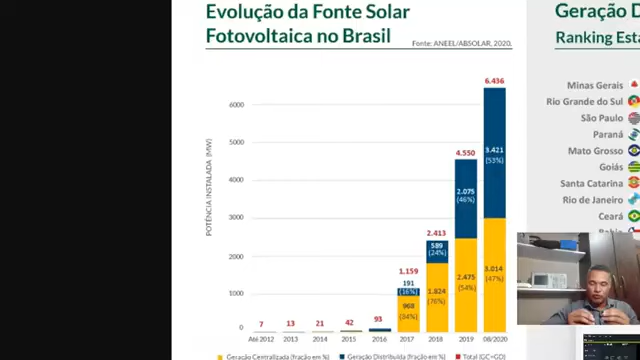 Evolução da Fonte Solar
Fotovoltaica no Brasil
Fonte: ANEEL/ABSOLAR, 2020.
POTÊNCIA INSTALADA (MW)
6000
5000
4000
3000
2000
1000
0
7
13
21
42
93
1.159
191
(16%)
968
(84%)
2.413
589
(24%)
1.824
(76%)
4.550
2.075
(46%)
2.475
(54%)
6.436
3.421
(53%)
3.014
(47%)
Até 2012
2013
2014
2015
2016
2017
2018
2019
08/2020
Geração Centralizada (fração em %)
Geração Distribuída (fração em %)
Total (GC+GD)
Geração D
Ranking Esta
Minas Gerais
Rio Grande do Sul
São Paulo
Paraná
Mato Grosso
Goiás
Santa Catarina
Rio de Janeiro
Ceará